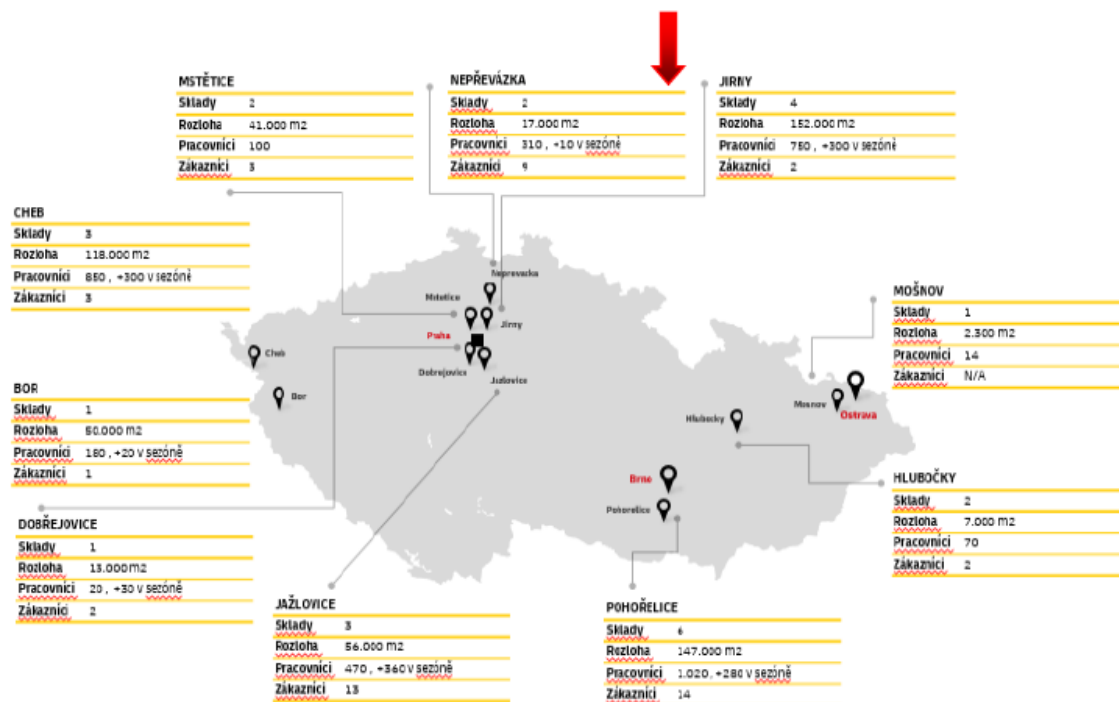 MSTĚTICE
Sklady 2
Rozloha 41.000 m2
Pracovníci 100
Zákazníci 3
NEPŘEVÁZKA
Sklady 2
Rozloha 17.000 m2
Pracovníci 310 , +10 v sezóně
Zákazníci 9
JIRNY
Sklady 4
Rozloha 152.000 m2
Pracovníci 750 , +300 v sezóně
Zákazníci 2
CHEB
Sklady 3
Rozloha 118.000 m2
Pracovníci 850 , +300 v sezóně
Zákazníci 3
BOR
Sklady 1
Rozloha 50.000 m2
Pracovníci 180 , +20 v sezóně
Zákazníci 1
DOBŘEJOVICE
Sklady 1
Rozloha 13.000m2
Pracovníci 20 , +30 v sezóně
Zákazníci 2
JAŽLOVICE
Sklady 3
Rozloha 56.000 m2
Pracovníci 470 , +360 v sezóně
Zákazníci 13
POHOŘELICE
Sklady 6
Rozloha 147.000 m2
Pracovníci 1.020 , +280 v sezóně
Zákazníci 14
MOŠNOV
Sklady 1
Rozloha 2.300 m2
Pracovníci 14
Zákazníci N/A
HLUBOČKY
Sklady 2
Rozloha 7.000 m2
Pracovníci 70
Zákazníci 2
Neprevazka
Mstetice
Jirny
Praha
Dobrejovice
Jazlovice
Cheb
Bor
Hlubocky
Mosnov
Ostrava
Brno
Pohorelice